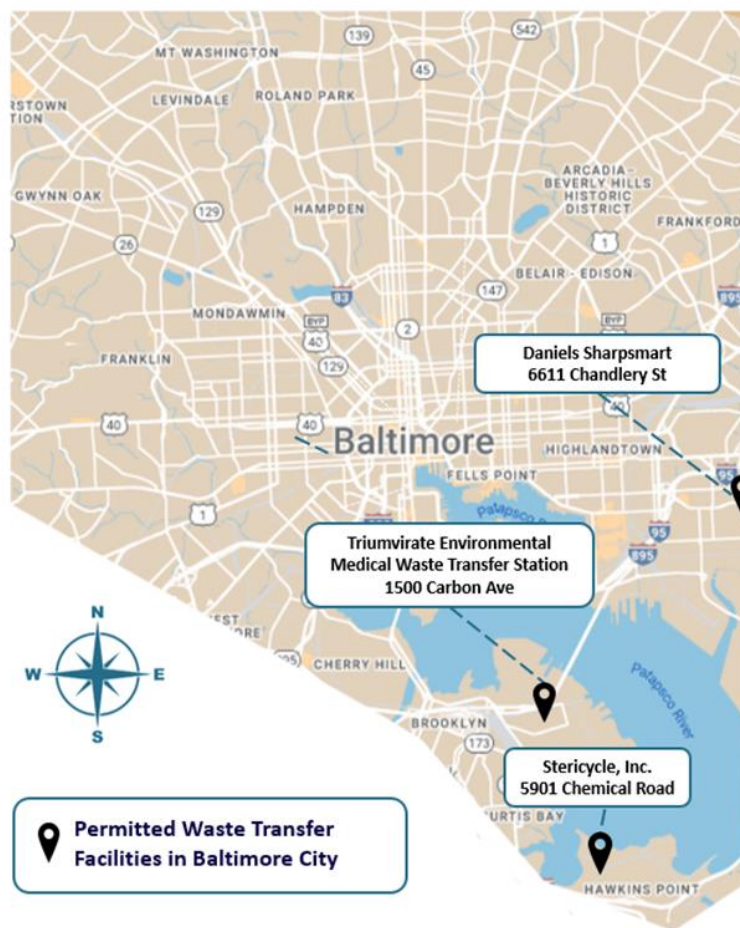 139
542
MT WASHINGTON
45
LEVINDALE
ROLAND PARK
ARCADIA-
BEVERLY HILLS
HISTORIC
DISTRICT
GWYNN OAK
129
HAMPDEN
FRANKFORD
26
1
BELAIR - EDISON
83
147
895
MONDAWMIN
BYP
40
2
BYP
Daniels Sharpsmart
6611 Chandlery St
FRANKLIN
129
40
40
40
Baltimore
HIGHLANDTOWN
FELLS POINT
95
1
Patapsco
95
895
Triumvirate Environmental
Medical Waste Transfer Station
1500 Carbon Ave
N
W
E
S
CHERRY HILL
Patapsco River
BROOKLYN
173
Stericycle, Inc.
5901 Chemical Road
URTIS BAY
HAWKINS POINT
Permitted Waste Transfer
Facilities in Baltimore City